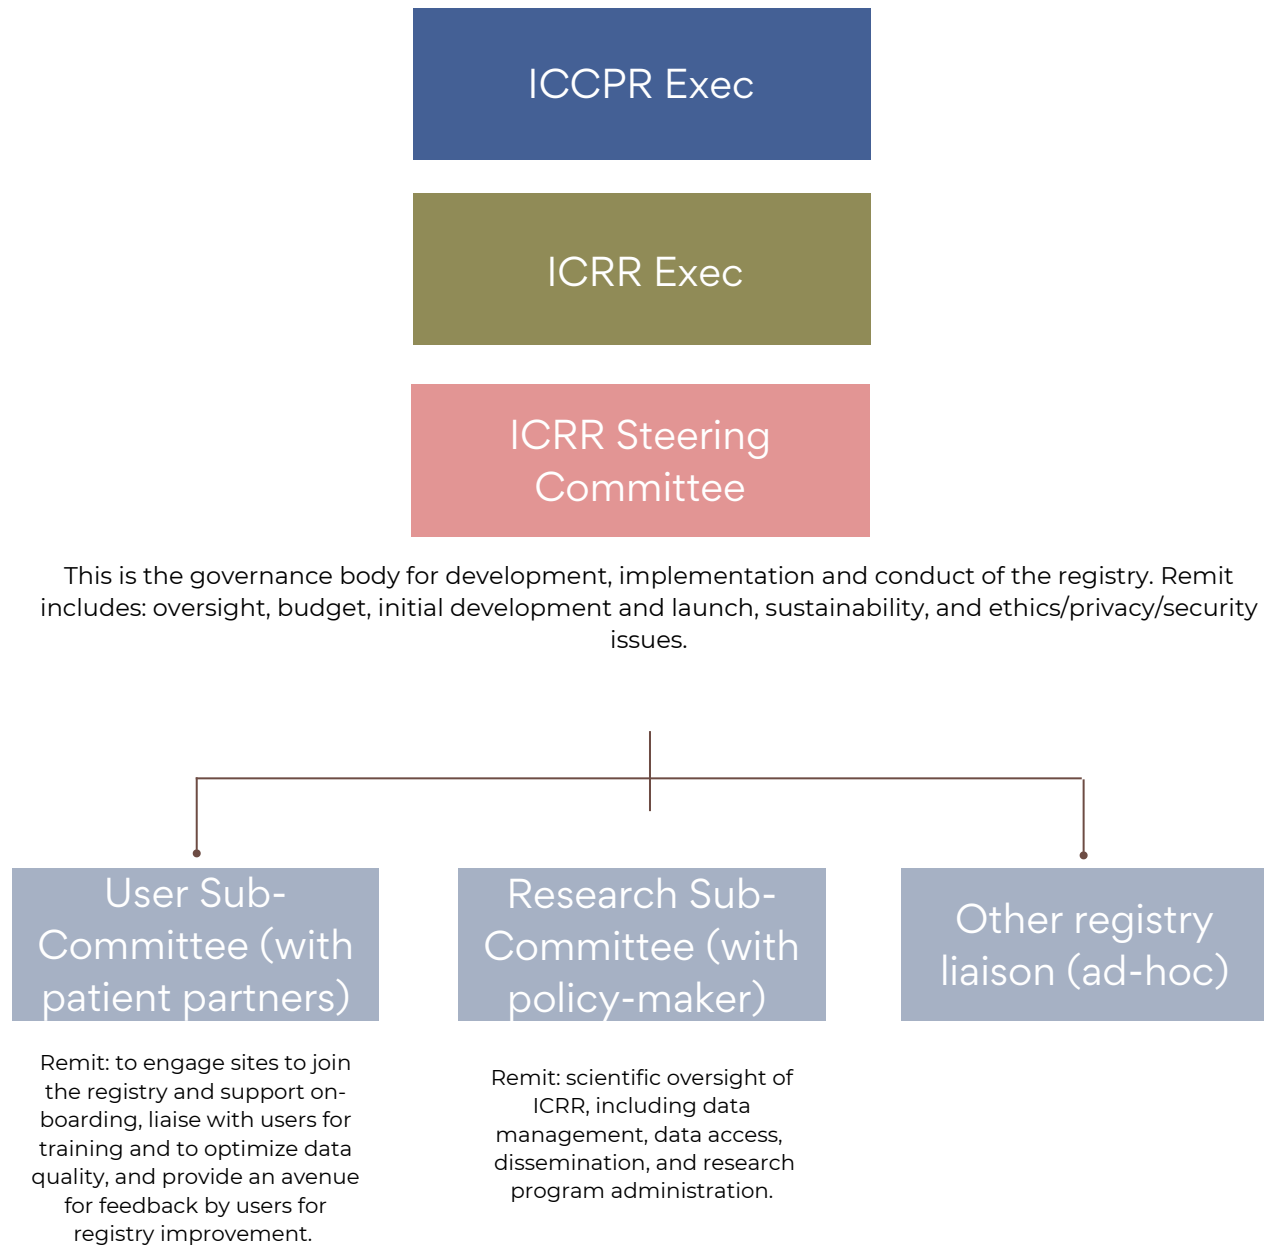 ICCPR Exec
ICRR Exec
ICRR Steering
Committee
This is the governance body for development, implementation and conduct of the registry. Remit
includes: oversight, budget, initial development and launch, sustainability, and ethics/privacy/security
issues.
User Sub-
Committee (with
patient partners)
Remit: to engage sites to join
the registry and support on-
boarding, liaise with users for
training and to optimize data
quality, and provide an avenue
for feedback by users for
registry improvement.
Research Sub-
Committee (with
policy-maker)
Remit: scientific oversight of
ICRR, including data
management, data access,
dissemination, and research
program administration.
Other registry
liaison (ad-hoc)